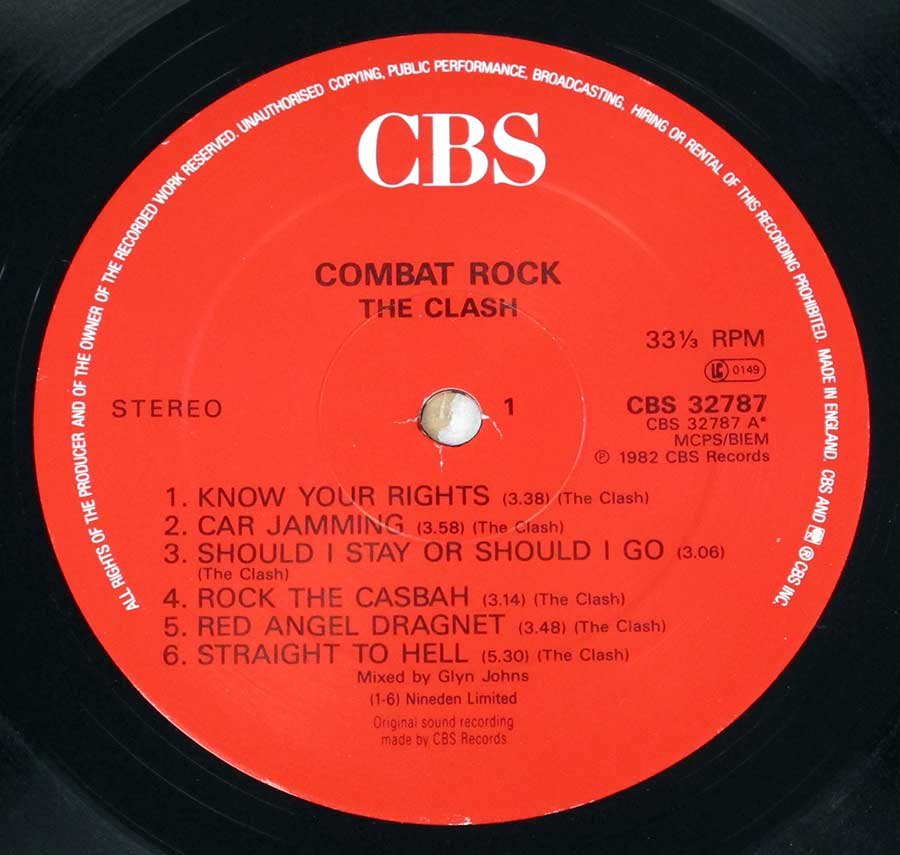 ALL RIGHTS OF THE PRODUCER AND OF THE OWNER OF THE RECORDED WORK RESERVED. UNAUTHORISED COPYING, PUBLIC PERFORMANCE, BROADCASTING. HIRING OR RENTAL OF THIS RECORDING PROHIBITED. MADE IN ENGLAND. CBS AND ® CBS INC.
CBS
COMBAT ROCK
THE CLASH
33⅓ RPM
LC 0149
STEREO
1
CBS 32787
CBS 32787 A*
MCPS/BIEM
℗ 1982 CBS Records
1. KNOW YOUR RIGHTS (3.38) (The Clash)
2. CAR JAMMING (3.58) (The Clash)
3. SHOULD I STAY OR SHOULD I GO (3.06)
(The Clash)
4. ROCK THE CASBAH (3.14) (The Clash)
5. RED ANGEL DRAGNET (3.48) (The Clash)
6. STRAIGHT TO HELL (5.30) (The Clash)
Mixed by Glyn Johns
(1-6) Nineden Limited
Original sound recording
made by CBS Records